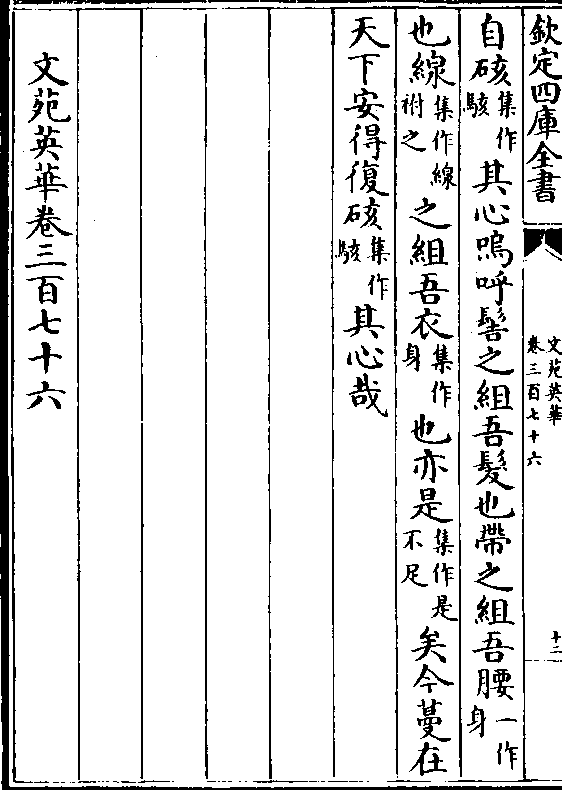 欽定四庫全書
文苑英華
卷三百七十六
十二
自硋集作駭其心嗚呼髻之組吾髮也帶之組吾腰一作身
也線集作線袝之之組吾衣集作身也亦是集作是不足矣今蔓在
天下安得復硋集作駭其心哉
文苑英華卷三百七十六